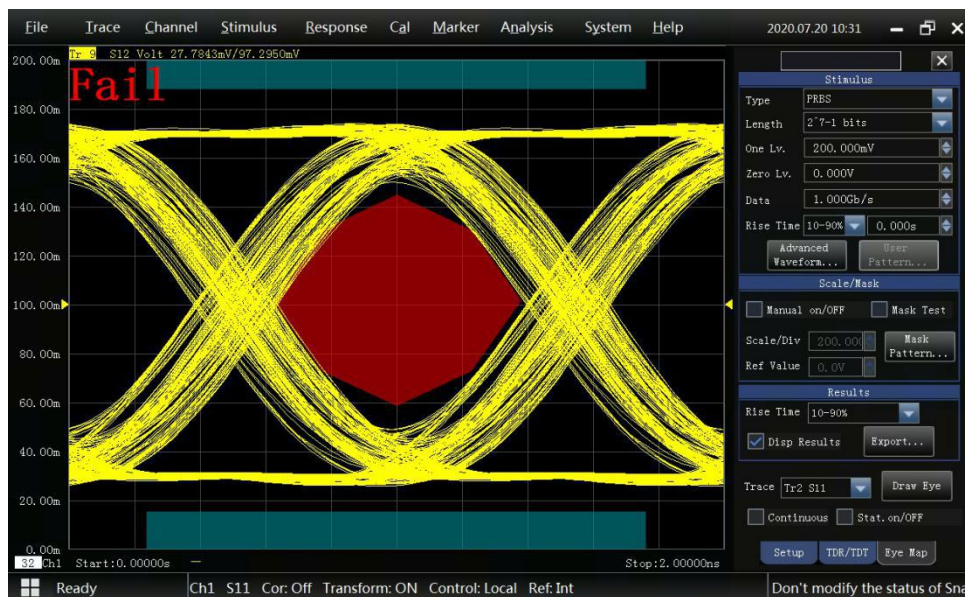 File Trace Channel Stimulus Response Cal Marker Analysis System Help 2020.07.20 10:31
Tr 9 S12 Volt 27.7843mV/97.2950mV
Fail
200.00m
180.00m
160.00m
140.00m
120.00m
100.00m
80.00m
60.00m
40.00m
20.00m
0.00m
32 Ch1 Start:0.00000s Stop:2.00000ns
Stimulus
Type PRBS
Length 2^7-1 bits
One Lv. 200.000mV
Zero Lv. 0.000V
Data 1.000Gb/s
Rise Time 10-90% 0.000s
Advanced Waveform...
User Pattern...
Scale/Mask
Manual on/OFF Mask Test
Scale/Div 200.00
Mask Pattern...
Ref Value 0.0V
Results
Rise Time 10-90%
Disp Results Export...
Trace Tr2 S11 Draw Eye
Continuous Stat.on/OFF
Setup TDR/TDT Eye Map
Ready Ch1 S11 Cor: Off Transform: ON Control: Local Ref: Int Don't modify the status of Sna